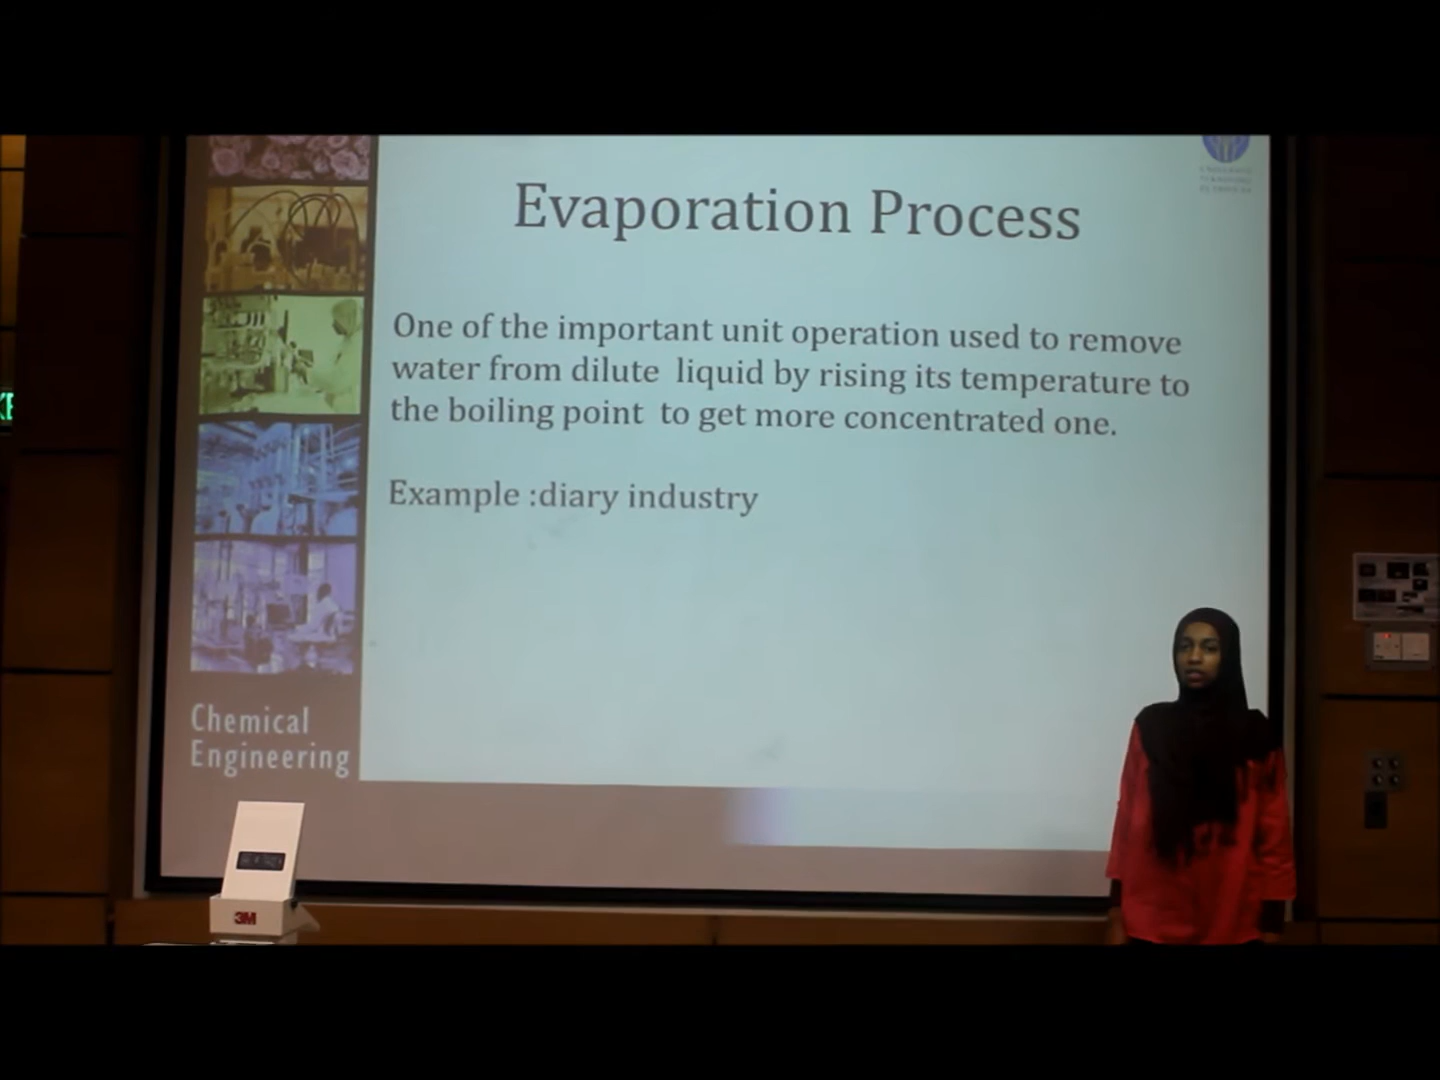 Evaporation Process
One of the important unit operation used to remove
water from dilute liquid by rising its temperature to
the boiling point to get more concentrated one.
Example :diary industry
Chemical
Engineering
3M